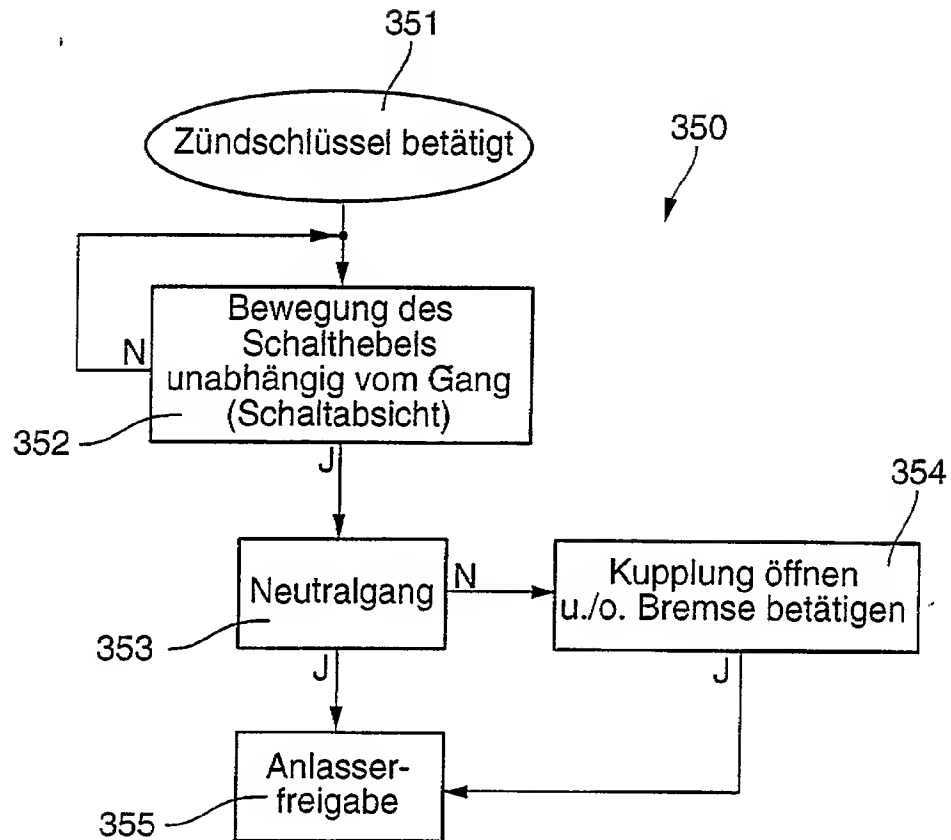 351
Zündschlüssel betätigt
350
Bewegung des
Schalthebels
unabhängig vom Gang
(Schaltabsicht)
N
352
J
354
Neutralgang
N
Kupplung öffnen
u./o. Bremse betätigen
353
J
J
Anlasser-
freigabe
355